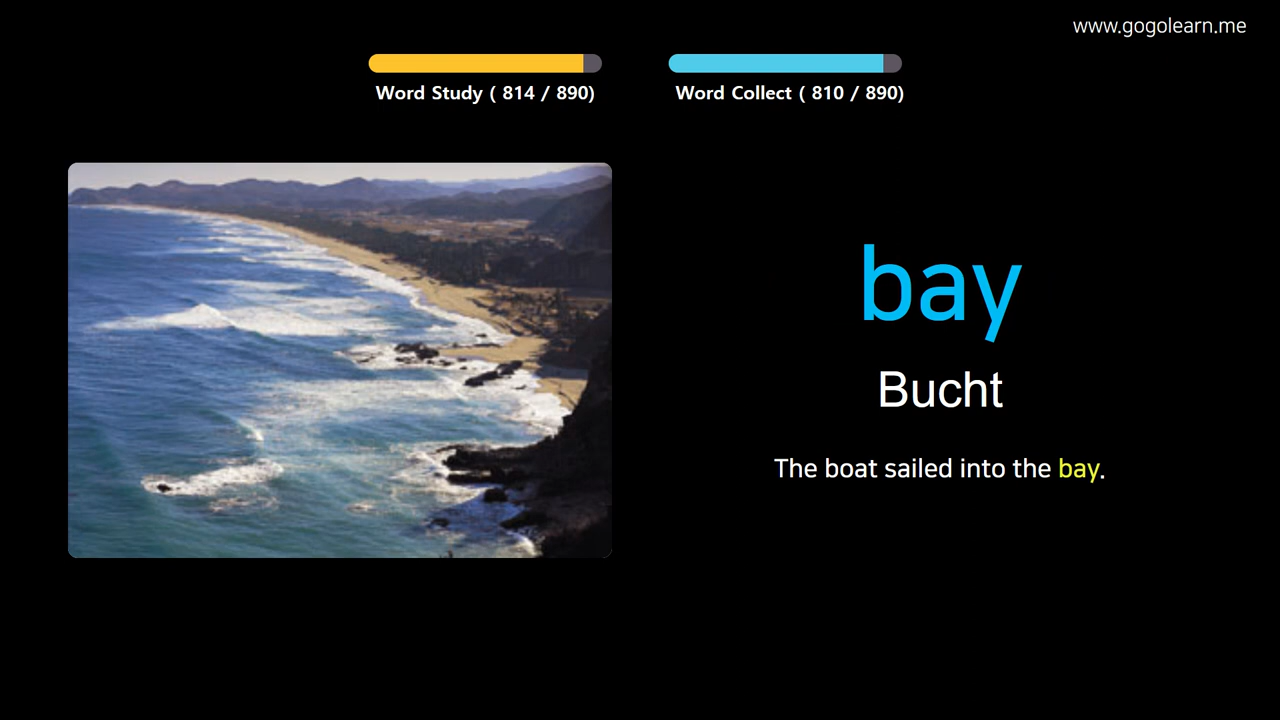 www.gogolearn.me
Word Study ( 814 / 890)
Word Collect ( 810 / 890)
bay
Bucht
The boat sailed into the bay.